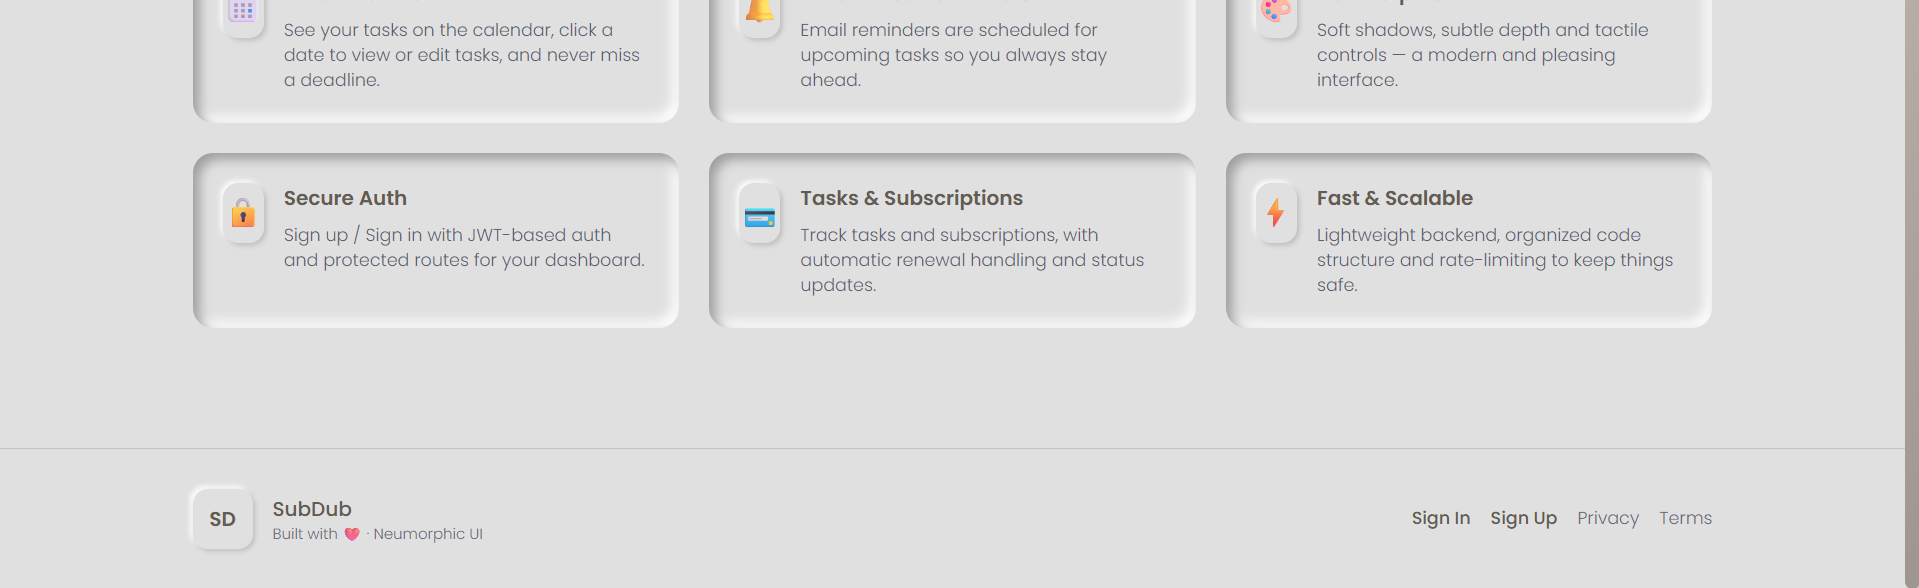 See your tasks on the calendar, click a
date to view or edit tasks, and never miss
a deadline.
Email reminders are scheduled for
upcoming tasks so you always stay
ahead.
Soft shadows, subtle depth and tactile
controls — a modern and pleasing
interface.
Secure Auth
Sign up / Sign in with JWT-based auth
and protected routes for your dashboard.
Tasks & Subscriptions
Track tasks and subscriptions, with
automatic renewal handling and status
updates.
Fast & Scalable
Lightweight backend, organized code
structure and rate-limiting to keep things
safe.
SD
SubDub
Built with 💖 · Neumorphic UI
Sign In Sign Up Privacy Terms